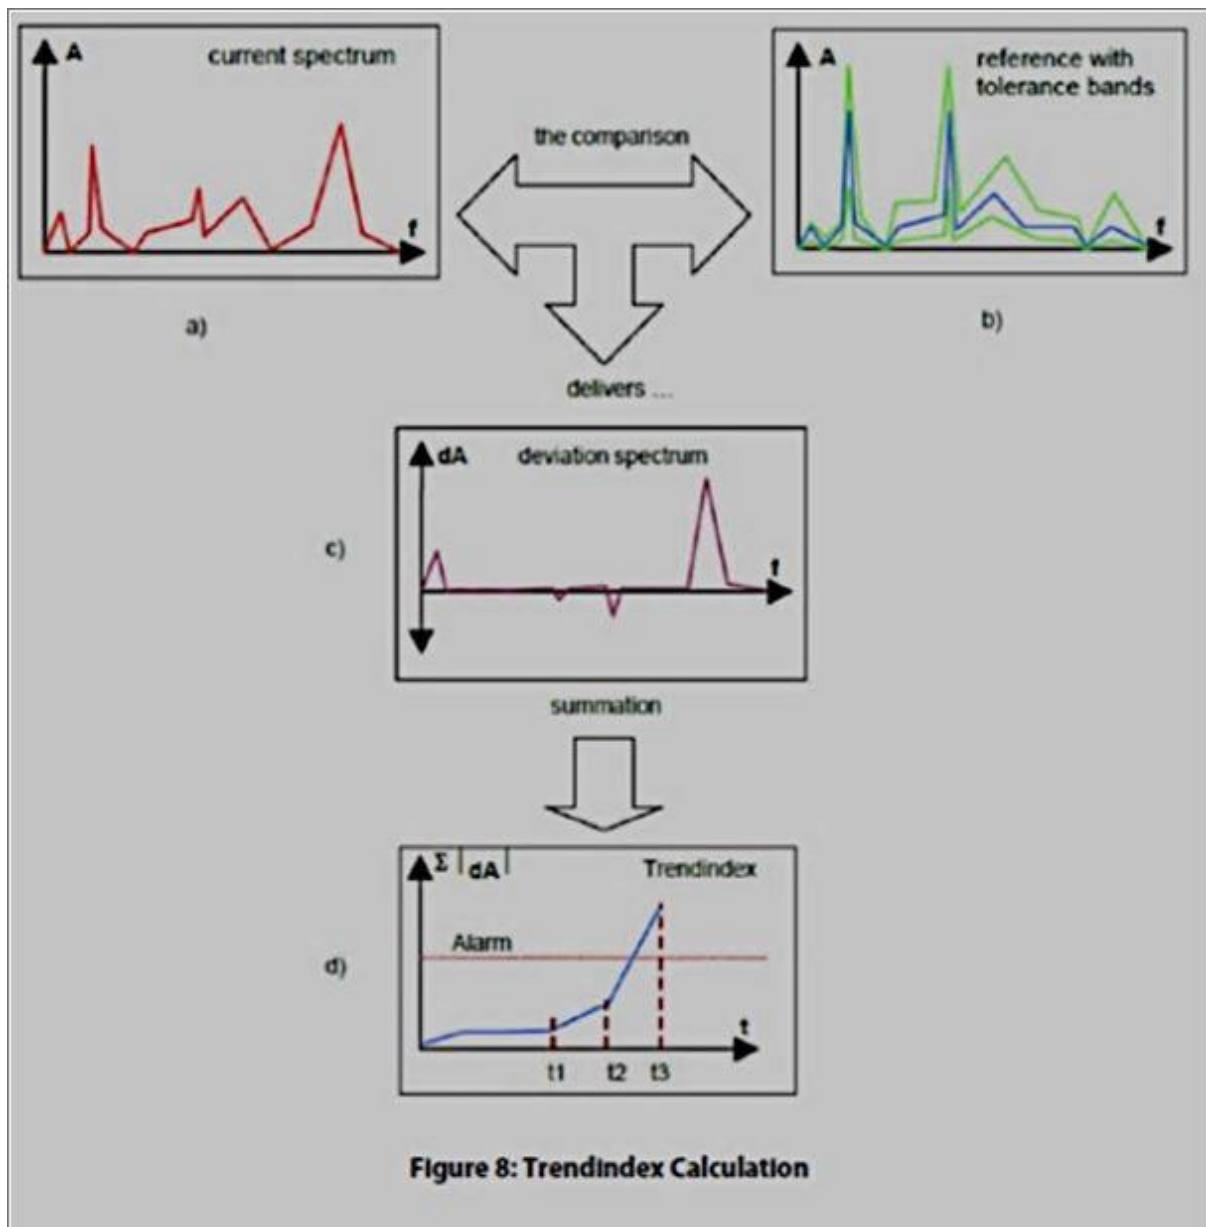 A
current spectrum
f
a)
the comparison
A
reference with
tolerance bands
f
b)
delivers ...
dA
deviation spectrum
f
c)
summation
Σ |dA|
Trendindex
Alarm
t
t1 t2 t3
d)
Figure 8: Trendindex Calculation